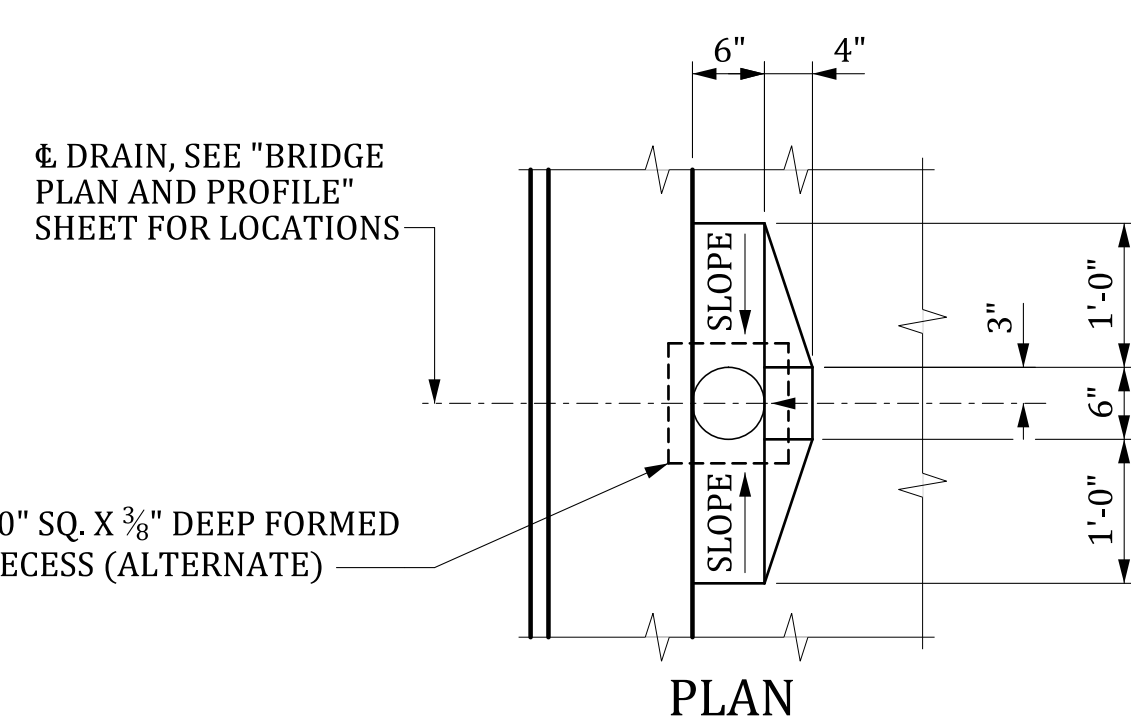 6" 4"
℄ DRAIN, SEE "BRIDGE
PLAN AND PROFILE"
SHEET FOR LOCATIONS
SLOPE
3"
1'-0"
6"
SLOPE
1'-0"
0" SQ. X ⅜" DEEP FORMED
ECESS (ALTERNATE)
PLAN